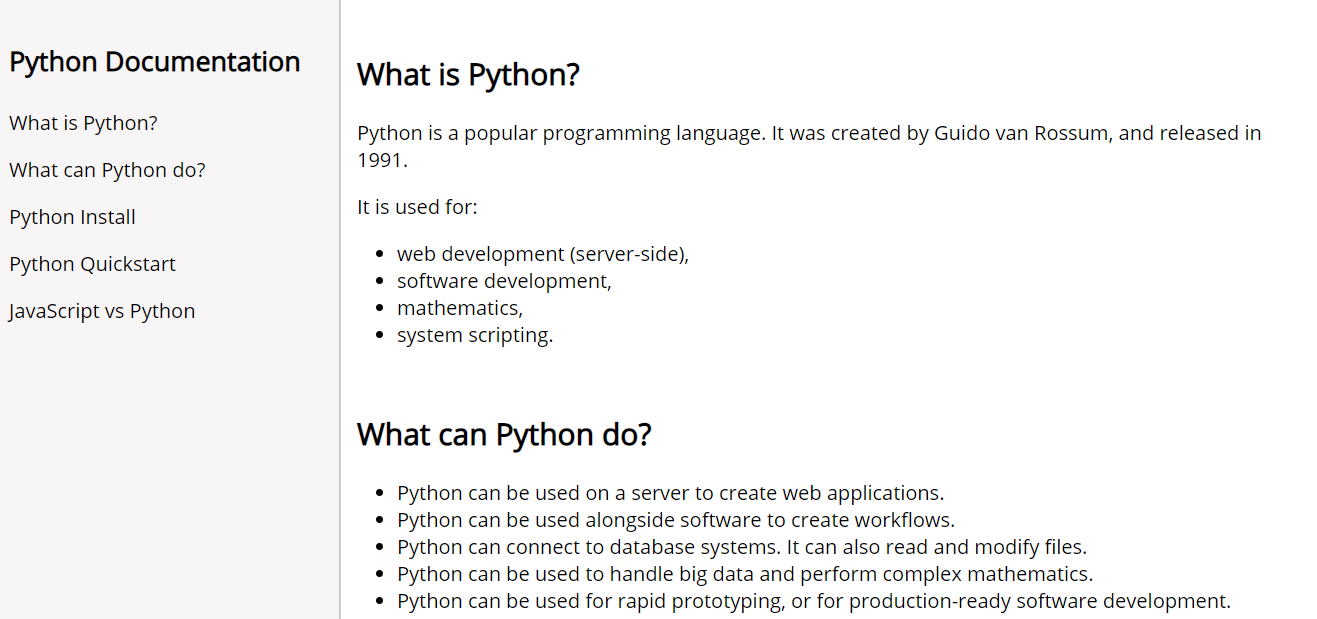 Python Documentation
What is Python?
What can Python do?
Python Install
Python Quickstart
JavaScript vs Python
What is Python?
Python is a popular programming language. It was created by Guido van Rossum, and released in
1991.
It is used for:
• web development (server-side),
• software development,
• mathematics,
• system scripting.
What can Python do?
• Python can be used on a server to create web applications.
• Python can be used alongside software to create workflows.
• Python can connect to database systems. It can also read and modify files.
• Python can be used to handle big data and perform complex mathematics.
• Python can be used for rapid prototyping, or for production-ready software development.